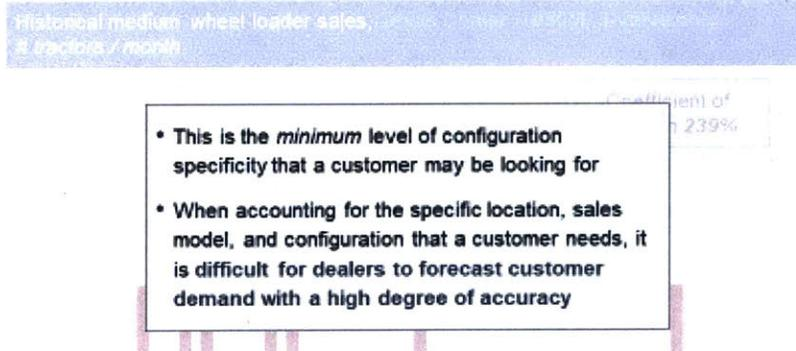 Historical medium wheel loader sales,
# tractors / month
Coefficient of
239%
• This is the minimum level of configuration
specificity that a customer may be looking for
• When accounting for the specific location, sales
model, and configuration that a customer needs, it
is difficult for dealers to forecast customer
demand with a high degree of accuracy